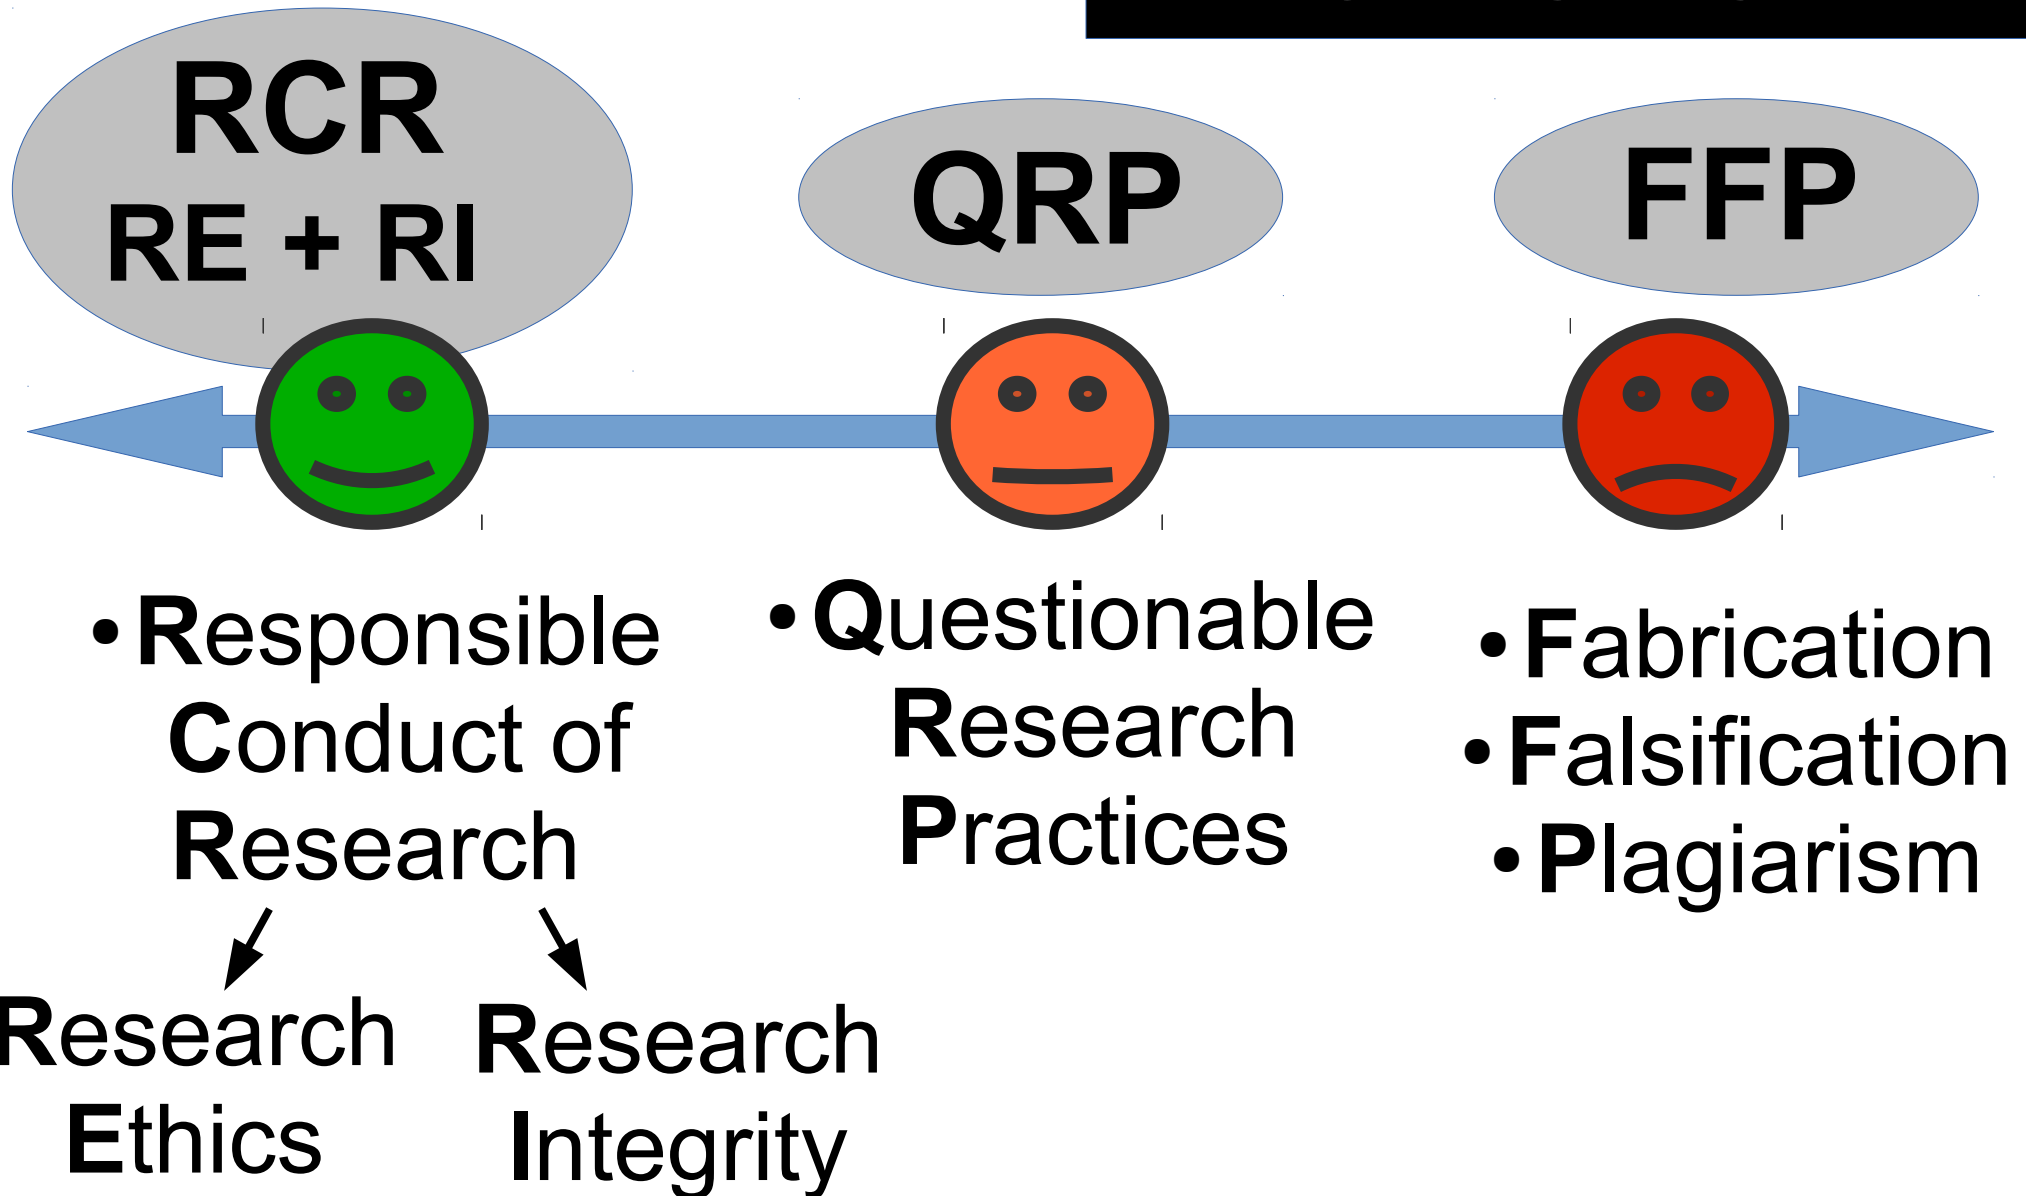 RCR
RE + RI
QRP
FFP
•Responsible
Conduct of
Research
Research
Ethics
Research
Integrity
•Questionable
Research
Practices
•Fabrication
•Falsification
•Plagiarism